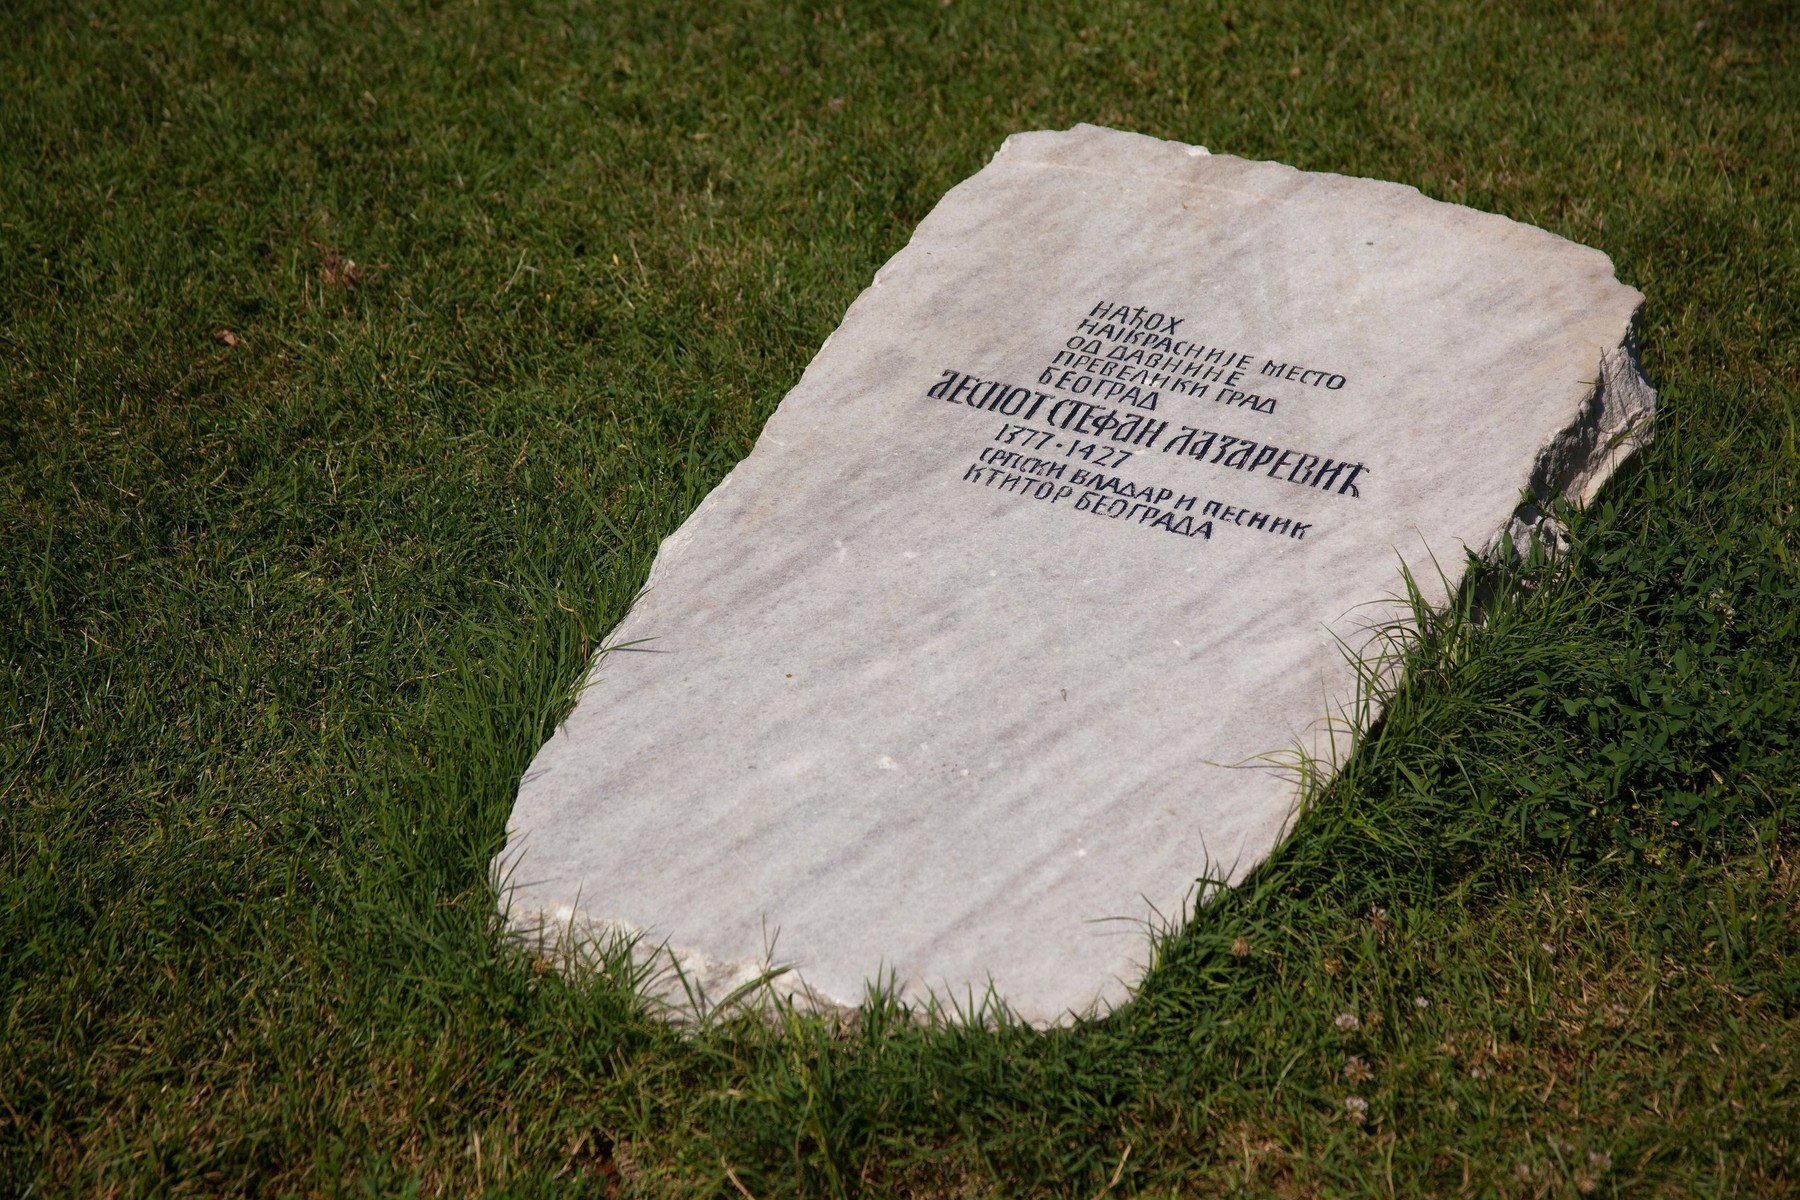 НАЂОХ
НАЈКРАСНИЈЕ МЕСТО
ОД ДАВНИНЕ
ПРЕВЕЛИКИ ГРАД
БЕОГРАД
ДЕСПОТ СТЕФАН ЛАЗАРЕВИЋ
1377-1427
СРПСКИ ВЛАДАР И ПЕСНИК
КТИТОР БЕОГРАДА